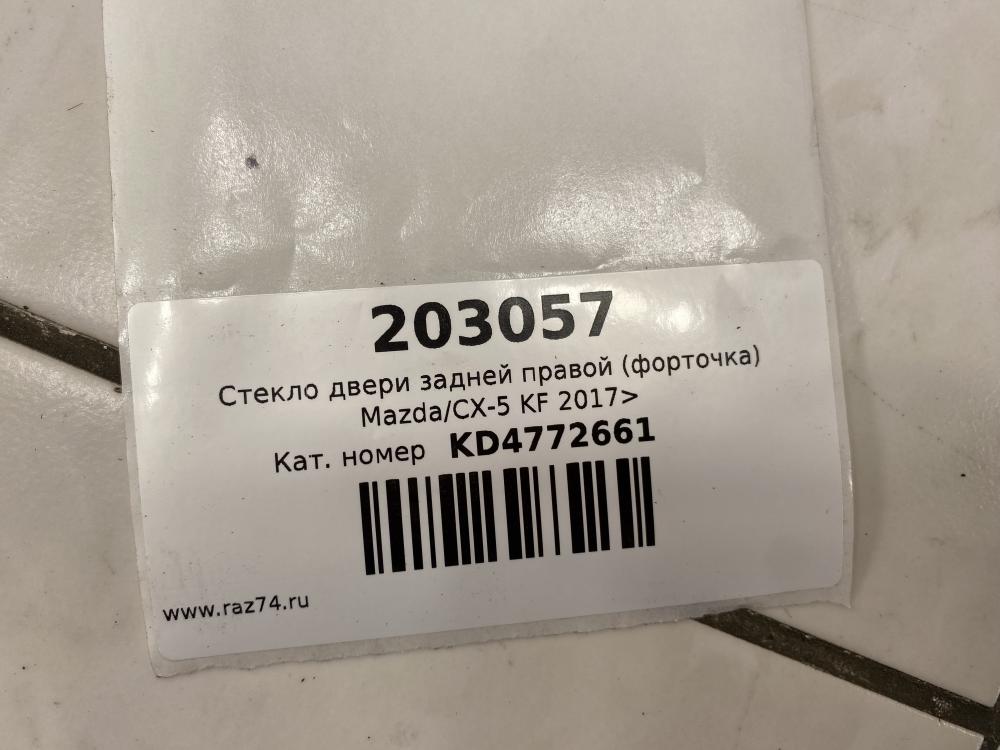 203057
Стекло двери задней правой (форточка)
Mazda/CX-5 KF 2017>
Кат. номер KD4772661
www.raz74.ru